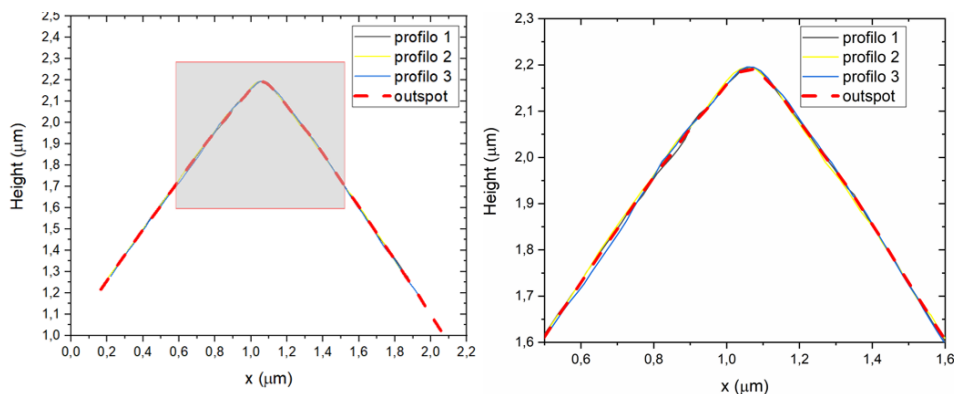 2,5
2,4
2,3
2,2
2,1
2,0
1,9
1,8
1,7
1,6
1,5
1,4
1,3
1,2
1,1
1,0
Height (μm)
0,0 0,2 0,4 0,6 0,8 1,0 1,2 1,4 1,6 1,8 2,0 2,2
x (μm)
profilo 1
profilo 2
profilo 3
outspot
2,3
2,2
2,1
2,0
1,9
1,8
1,7
1,6
Height (μm)
0,6 0,8 1,0 1,2 1,4 1,6
x (μm)
profilo 1
profilo 2
profilo 3
outspot